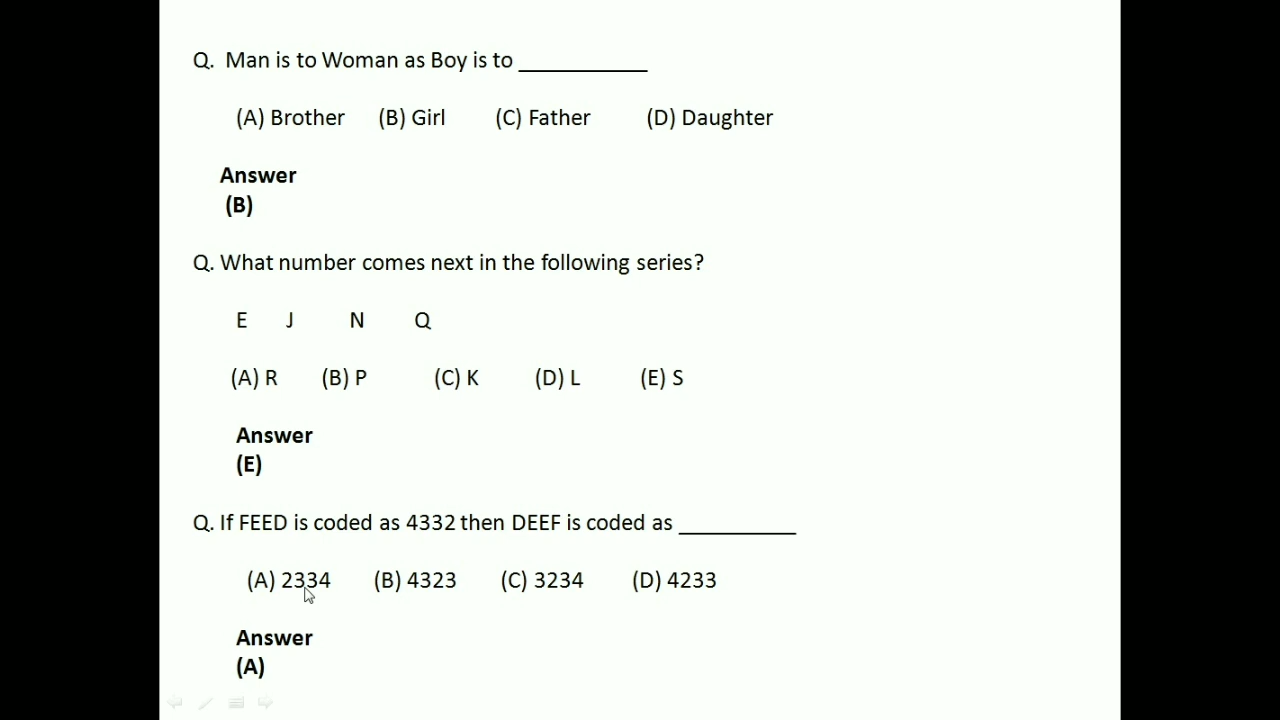 Q. Man is to Woman as Boy is to ___________
(A) Brother (B) Girl (C) Father (D) Daughter
Answer
(B)
Q. What number comes next in the following series?
E J N Q
(A) R (B) P (C) K (D) L (E) S
Answer
(E)
Q. If FEED is coded as 4332 then DEEF is coded as __________
(A) 2334 (B) 4323 (C) 3234 (D) 4233
Answer
(A)